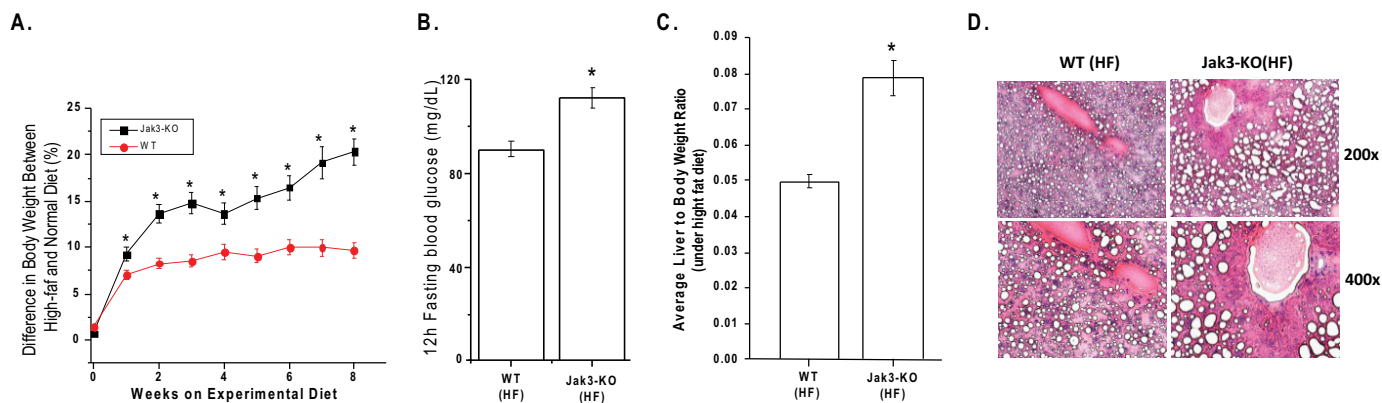 A.
Difference in Body Weight Between
High-faf and Normal Diet (%)
25
20
15
10
5
0
Jak3-KO
WT
* * * * * * * *
0 2 4 6 8
Weeks on Experimental Diet
B.
12h Fasting blood glucose (mg/dL)
120
80
40
0
*
WT
(HF)
Jak3-KO
(HF)
C.
Average Liver to Body Weight Ratio
(under hight fat diet)
0.09
0.08
0.07
0.06
0.05
0.04
0.03
0.02
0.01
0.00
*
WT
(HF)
Jak3-KO
(HF)
D.
WT (HF) Jak3-KO(HF)
200x
400x